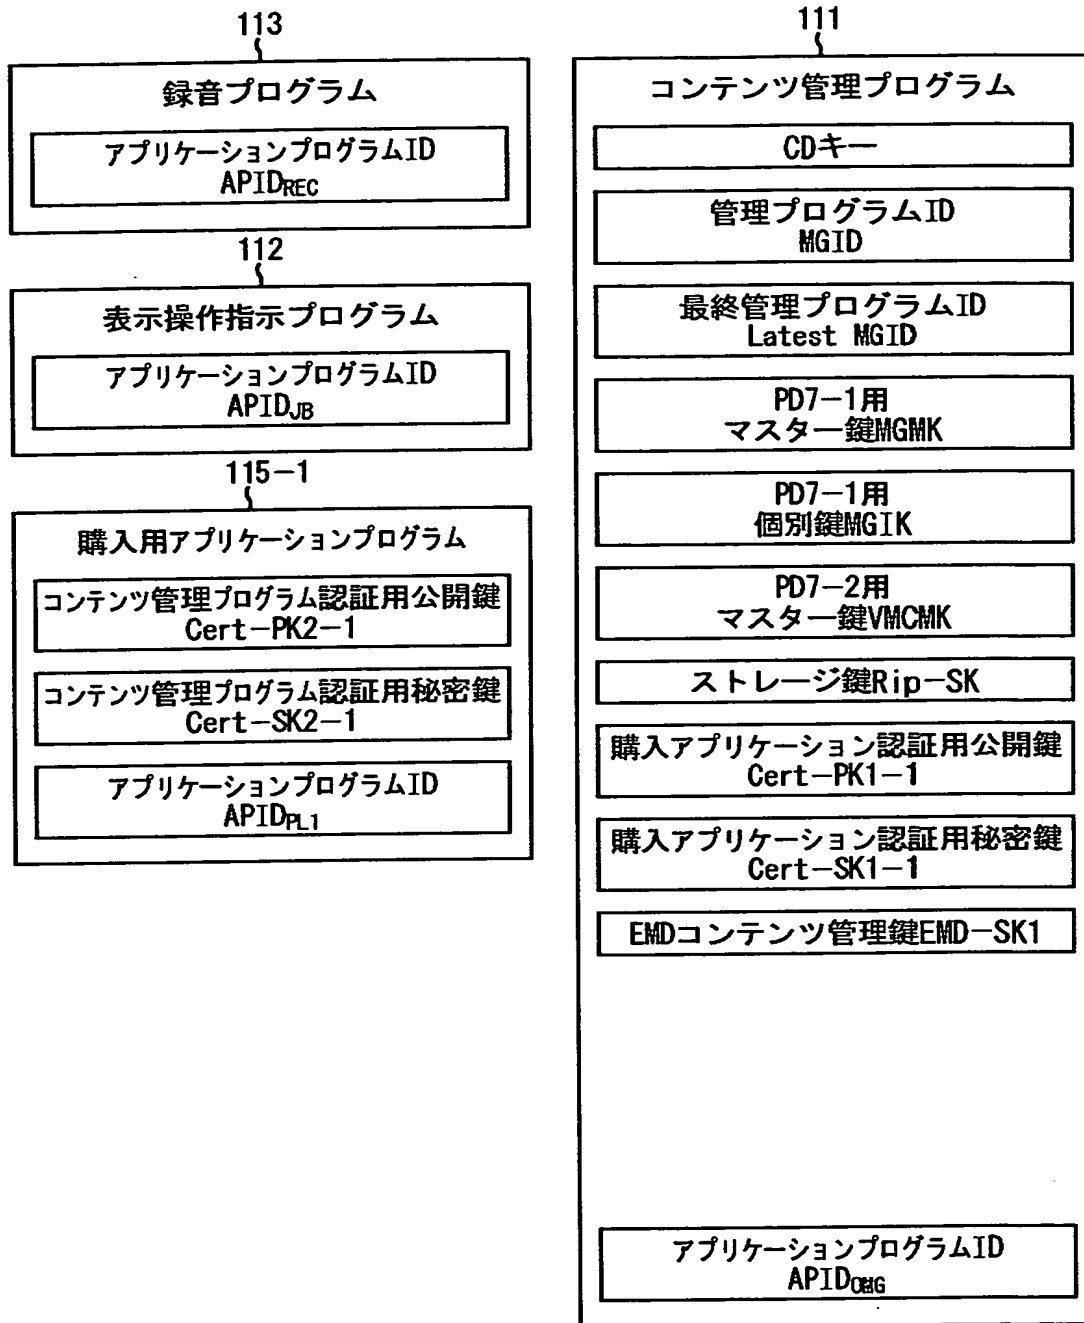 113
録音プログラム
アプリケーションプログラムID
APIDREC
112
表示操作指示プログラム
アプリケーションプログラムID
APIDJB
115-1
購入用アプリケーションプログラム
コンテンツ管理プログラム認証用公開鍵
Cert-PK2-1
コンテンツ管理プログラム認証用秘密鍵
Cert-SK2-1
アプリケーションプログラムID
APIDPL1
111
コンテンツ管理プログラム
CDキー
管理プログラムID
MGID
最終管理プログラムID
Latest MGID
PD7-1用
マスター鍵MGMK
PD7-1用
個別鍵MGIK
PD7-2用
マスター鍵VMCMK
ストレージ鍵Rip-SK
購入アプリケーション認証用公開鍵
Cert-PK1-1
購入アプリケーション認証用秘密鍵
Cert-SK1-1
EMDコンテンツ管理鍵EMD-SK1
アプリケーションプログラムID
APIDOMG